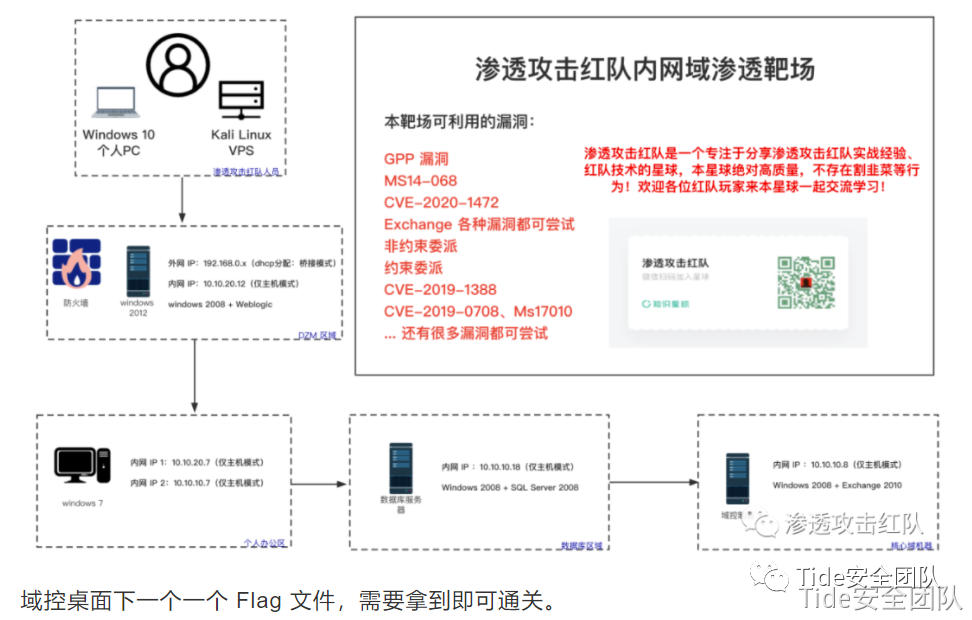 Windows 10
个人PC
Kali Linux
VPS
渗透攻击红队人员
渗透攻击红队内网域渗透靶场
本靶场可利用的漏洞：
GPP 漏洞
MS14-068
CVE-2020-1472
Exchange 各种漏洞都可尝试
非约束委派
约束委派
CVE-2019-1388
CVE-2019-0708、Ms17010
... 还有很多漏洞都可尝试
渗透攻击红队是一个专注于分享渗透攻击红队实战经验、
红队技术的星球，本星球绝对高质量，不存在割韭菜等行
为！欢迎各位红队玩家来本星球一起交流学习！
渗透攻击红队
微信扫码加入星球
知识星球
防火墙
windows
2012
外网 IP：192.168.0.x（dhcp分配：桥接模式）
内网 IP：10.10.20.12（仅主机模式）
windows 2008 + Weblogic
DZM 区域
windows 7
内网 IP 1：10.10.20.7（仅主机模式）
内网 IP 2：10.10.10.7（仅主机模式）
个人办公区
数据库服务
器
内网 IP ：10.10.10.18（仅主机模式）
Windows 2008 + SQL Server 2008
数据库区域
内网 IP ：10.10.10.8（仅主机模式）
Windows 2008 + Exchange 2010
域控
渗透攻击红队
核心域机器
Tide安全团队
Tide安全团队
域控桌面下一个一个 Flag 文件，需要拿到即可通关。